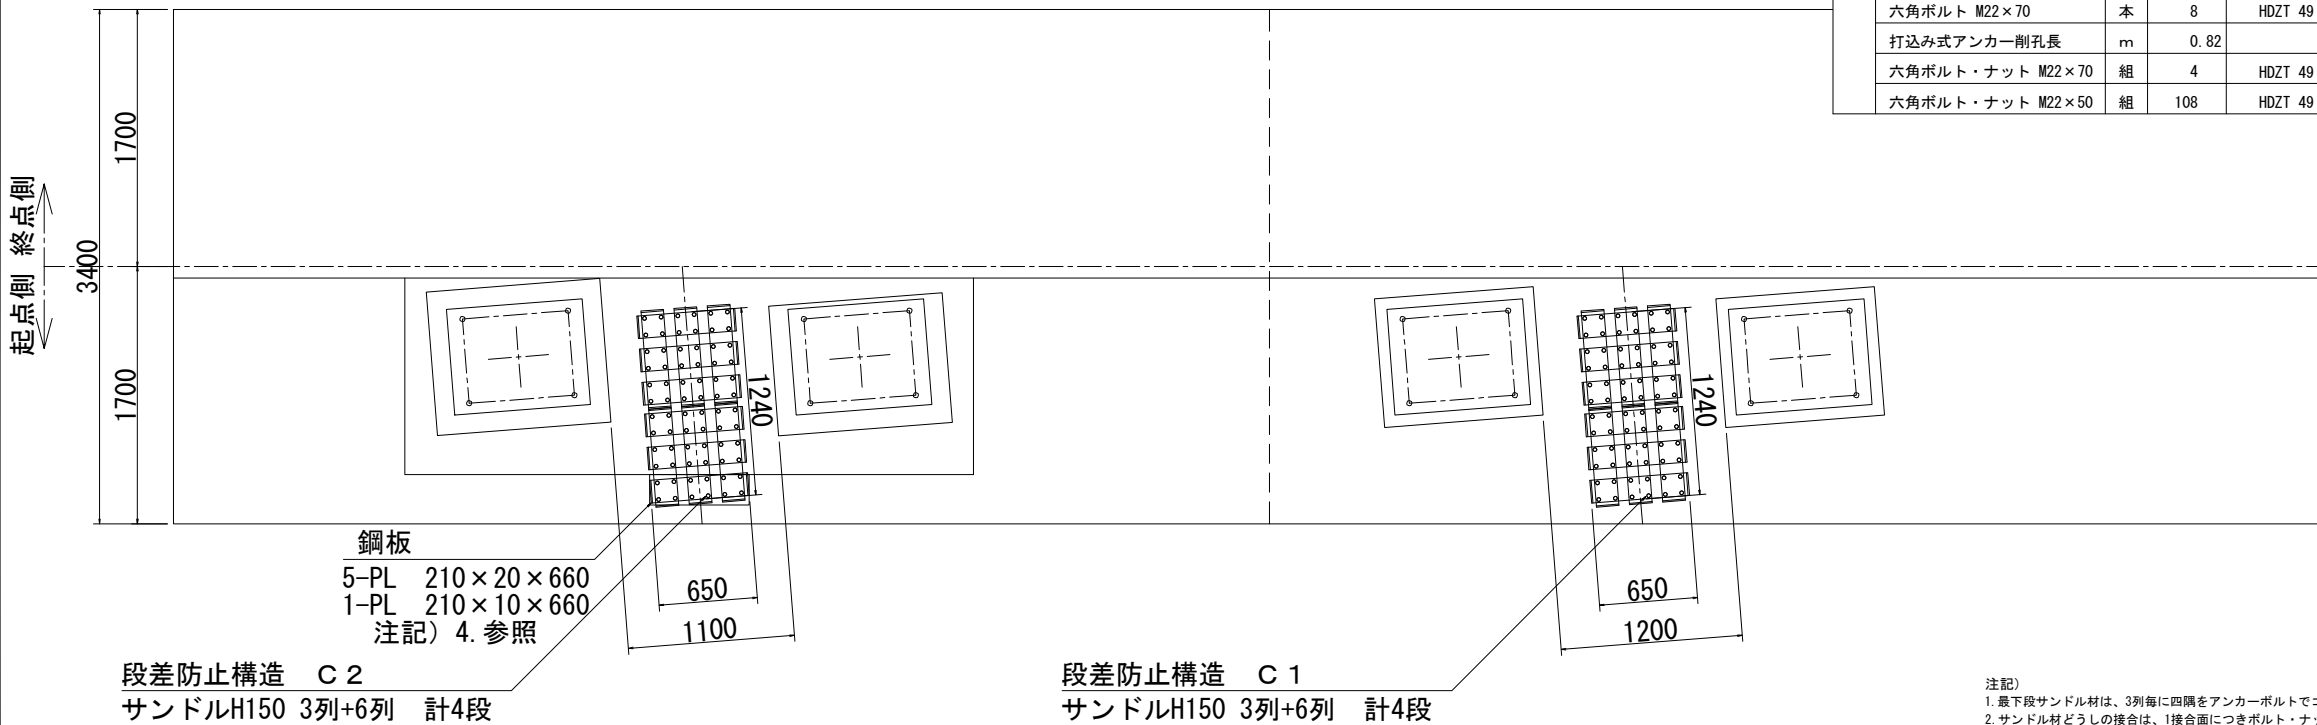 六角ボルト M22×70 本 8 HDZT 49
打込み式アンカー削孔長 m 0.82
六角ボルト・ナット M22×70 組 4 HDZT 49
六角ボルト・ナット M22×50 組 108 HDZT 49
1700
3400
1700
終点側
起点側
1240
1240
鋼板
5-PL 210×20×660
1-PL 210×10×660
注記) 4.参照
650
1100
650
1200
段差防止構造 C2
サンドルH150 3列+6列 計4段
段差防止構造 C1
サンドルH150 3列+6列 計4段
注記)
1.最下段サンドル材は、3列毎に四隅をアンカーボルトで
2.サンドル材どうしの接合は、1接合面につきボルト・ナッ